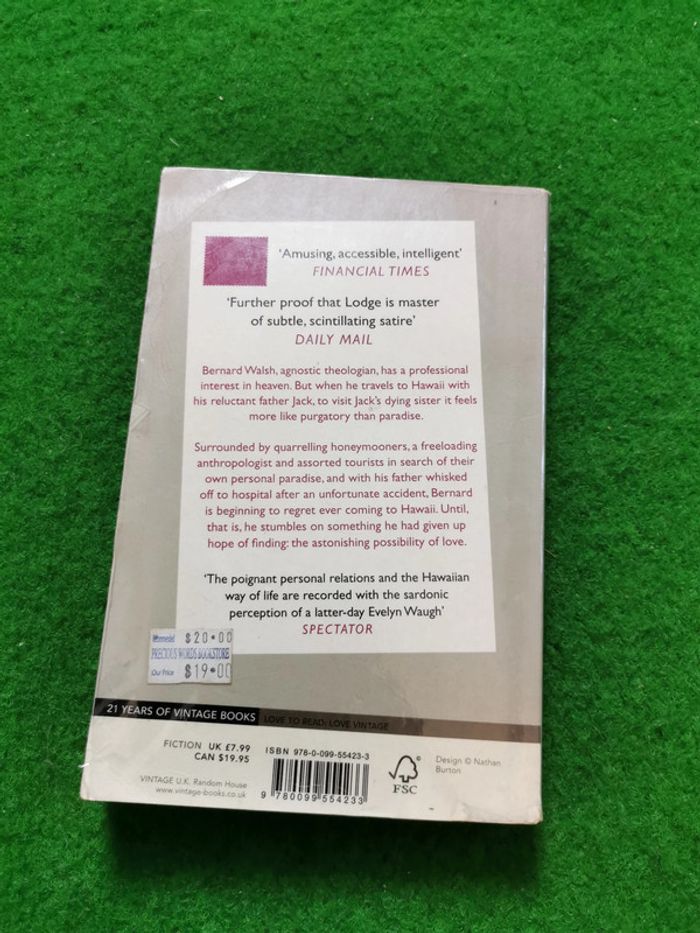 ‘Amusing, accessible, intelligent’
FINANCIAL TIMES
‘Further proof that Lodge is master
of subtle, scintillating satire’
DAILY MAIL
Bernard Walsh, agnostic theologian, has a professional
interest in heaven. But when he travels to Hawaii with
his reluctant father Jack, to visit Jack’s dying sister it feels
more like purgatory than paradise.
Surrounded by quarrelling honeymooners, a freeloading
anthropologist and assorted tourists in search of their
own personal paradise, and with his father whisked
off to hospital after an unfortunate accident, Bernard
is beginning to regret ever coming to Hawaii. Until,
that is, he stumbles on something he had given up
hope of finding: the astonishing possibility of love.
‘The poignant personal relations and the Hawaiian
way of life are recorded with the sardonic
perception of a latter-day Evelyn Waugh’
SPECTATOR
$20.00
PRECIOUS WORDS BOOKSTORE
Our Price $19.00
21 YEARS OF VINTAGE BOOKS LOVE TO READ: LOVE VINTAGE
FICTION UK £7.99
CAN $19.95
VINTAGE U.K. Random House
www.vintage-books.co.uk
ISBN 978-0-099-55423-3
9 780099 554233
FSC
Design © Nathan
Burton